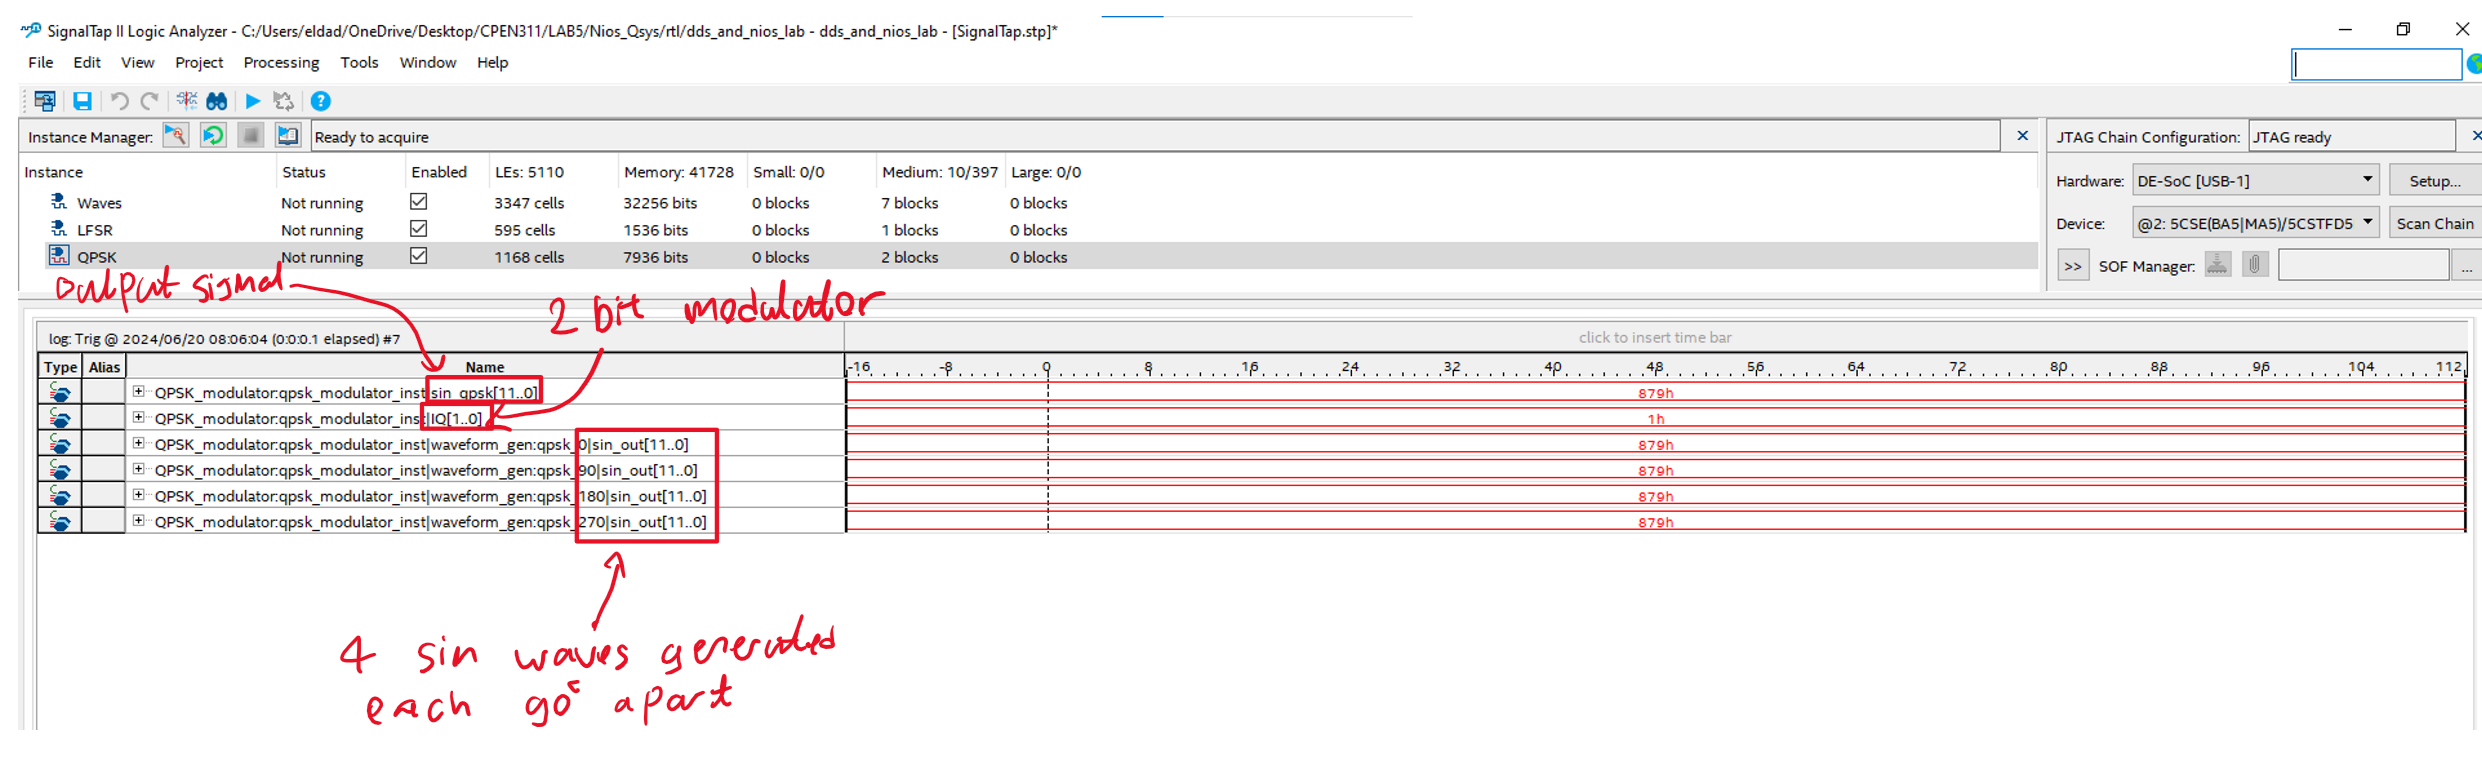 SignalTap II Logic Analyzer - C:/Users/eldad/OneDrive/Desktop/CPEN311/LAB5/Nios_Qsys/rtl/dds_and_nios_lab - dds_and_nios_lab - [SignalTap.stp]*
File Edit View Project Processing Tools Window Help
Instance Manager: Ready to acquire
JTAG Chain Configuration: JTAG ready
Instance Status Enabled LEs: 5110 Memory: 41728 Small: 0/0 Medium: 10/397 Large: 0/0
Waves Not running 3347 cells 32256 bits 0 blocks 7 blocks 0 blocks
LFSR Not running 595 cells 1536 bits 0 blocks 1 blocks 0 blocks
QPSK Not running 1168 cells 7936 bits 0 blocks 2 blocks 0 blocks
Hardware: DE-SoC [USB-1] Setup...
Device: @2: 5CSE(BA5|MA5)/5CSTFD5 Scan Chain
>> SOF Manager: ...
output signal
2 bit modulator
log: Trig @ 2024/06/20 08:06:04 (0:0:0.1 elapsed) #7
click to insert time bar
Type Alias Name -16 -8 0 8 16 24 32 40 48 56 64 72 80 88 96 104 112
QPSK_modulator:qpsk_modulator_inst|sin_qpsk[11..0] 879h
QPSK_modulator:qpsk_modulator_inst|IQ[1..0] 1h
QPSK_modulator:qpsk_modulator_inst|waveform_gen:qpsk_0|sin_out[11..0] 879h
QPSK_modulator:qpsk_modulator_inst|waveform_gen:qpsk_90|sin_out[11..0] 879h
QPSK_modulator:qpsk_modulator_inst|waveform_gen:qpsk_180|sin_out[11..0] 879h
QPSK_modulator:qpsk_modulator_inst|waveform_gen:qpsk_270|sin_out[11..0] 879h
4 sin waves generated
each 90° apart